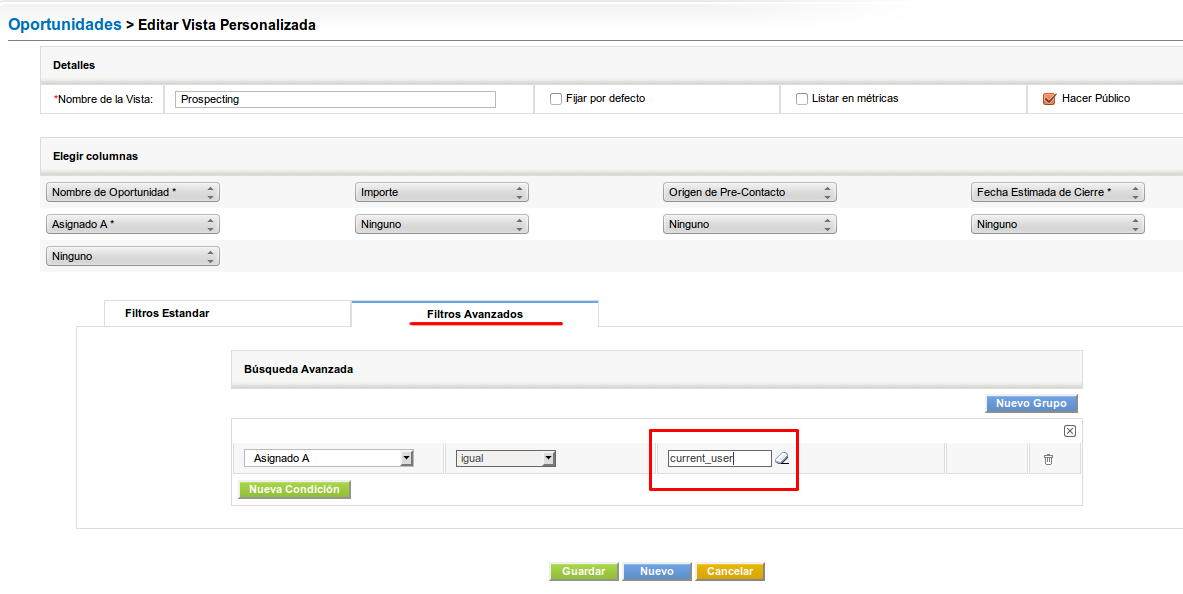 Oportunidades > Editar Vista Personalizada
Detalles
*Nombre de la Vista: Prospecting Fijar por defecto Listar en métricas Hacer Público
Elegir columnas
Nombre de Oportunidad * Importe Origen de Pre-Contacto Fecha Estimada de Cierre *
Asignado A * Ninguno Ninguno Ninguno
Ninguno
Filtros Estandar Filtros Avanzados
Búsqueda Avanzada
Nuevo Grupo
Asignado A igual current_user
Nueva Condición
Guardar Nuevo Cancelar